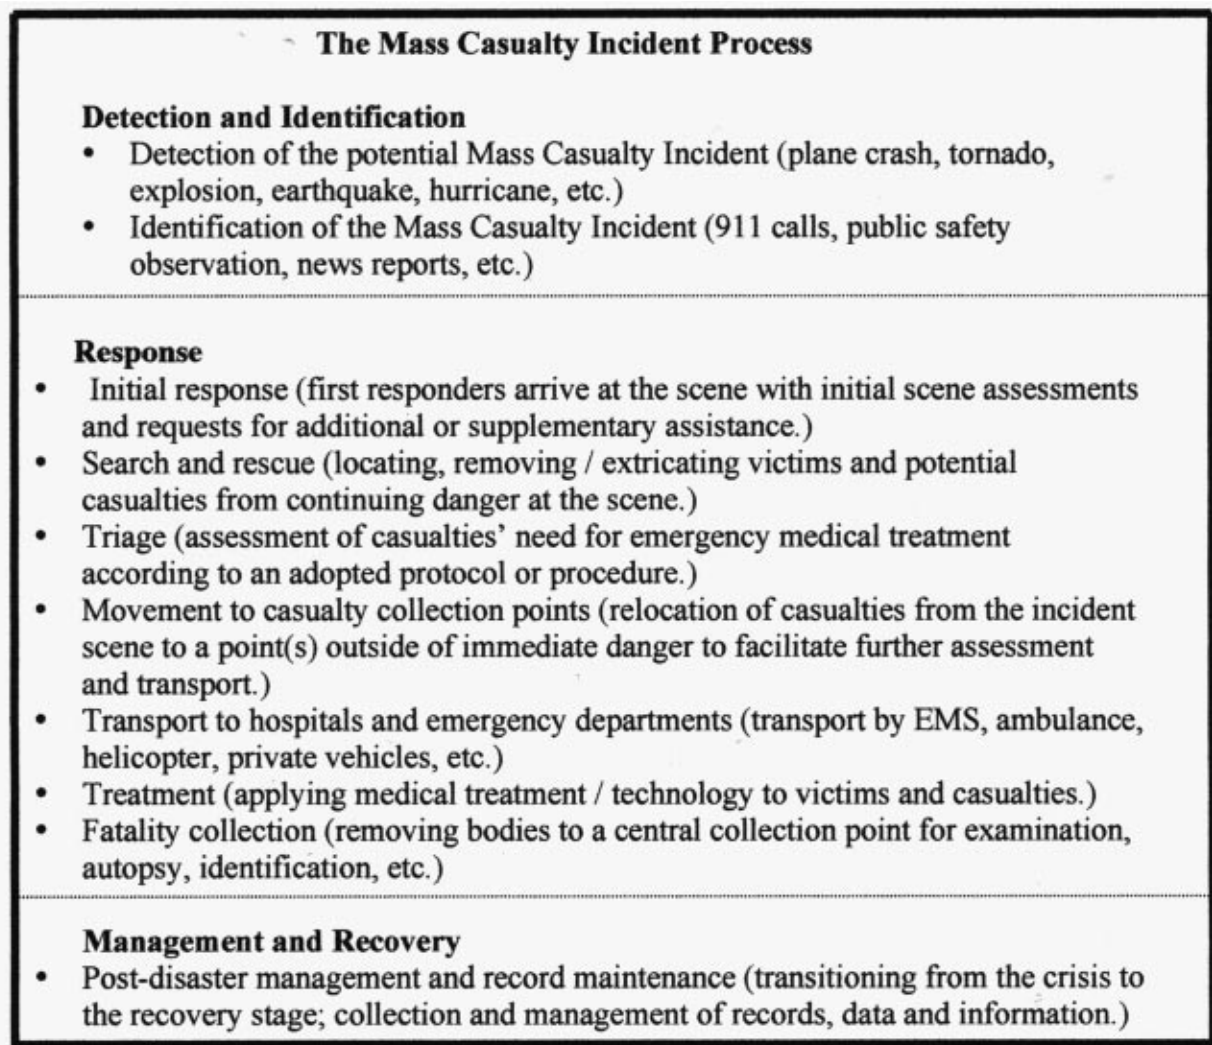 The Mass Casualty Incident Process
Detection and Identification
• Detection of the potential Mass Casualty Incident (plane crash, tornado,
explosion, earthquake, hurricane, etc.)
• Identification of the Mass Casualty Incident (911 calls, public safety
observation, news reports, etc.)
Response
• Initial response (first responders arrive at the scene with initial scene assessments
and requests for additional or supplementary assistance.)
• Search and rescue (locating, removing / extricating victims and potential
casualties from continuing danger at the scene.)
• Triage (assessment of casualties’ need for emergency medical treatment
according to an adopted protocol or procedure.)
• Movement to casualty collection points (relocation of casualties from the incident
scene to a point(s) outside of immediate danger to facilitate further assessment
and transport.)
• Transport to hospitals and emergency departments (transport by EMS, ambulance,
helicopter, private vehicles, etc.)
• Treatment (applying medical treatment / technology to victims and casualties.)
• Fatality collection (removing bodies to a central collection point for examination,
autopsy, identification, etc.)
Management and Recovery
• Post-disaster management and record maintenance (transitioning from the crisis to
the recovery stage; collection and management of records, data and information.)